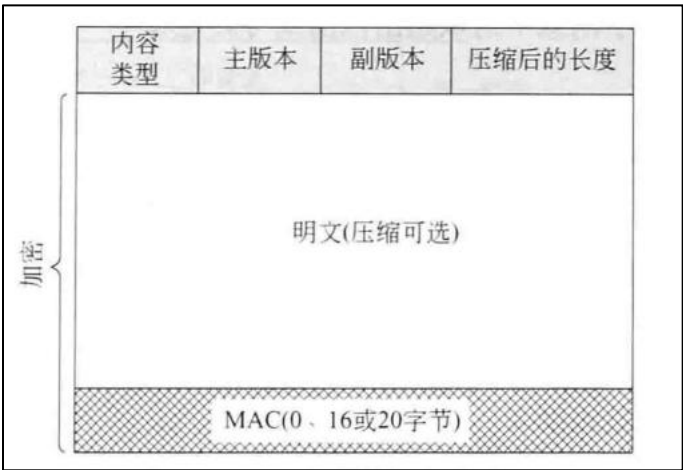 内容
类型
主版本
副版本
压缩后的长度
明文(压缩可选)
加密
MAC(0、16或20字节)